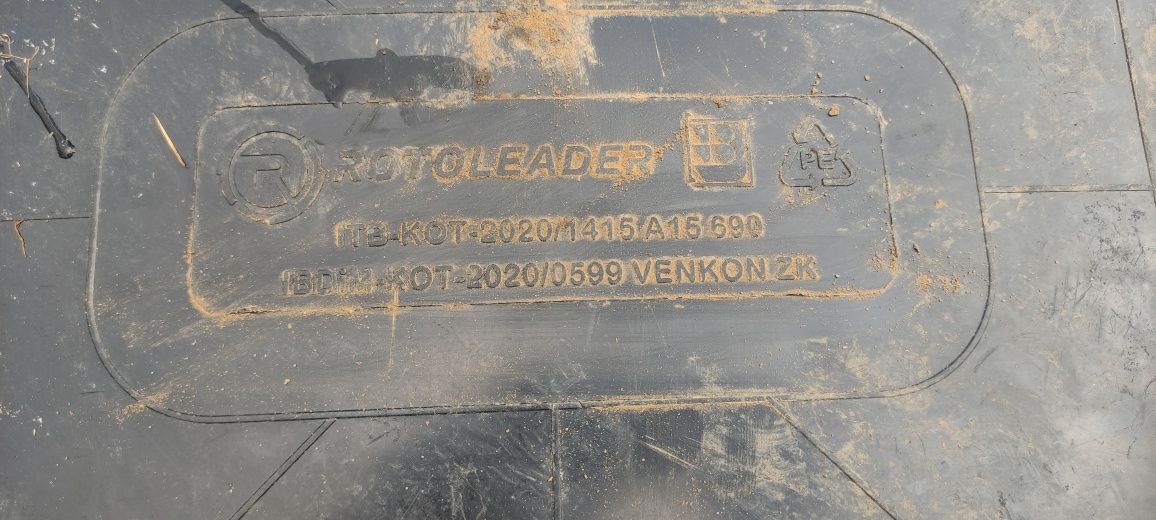 R ROTOLEADER B PE
ITB-KOT-2020/1415 A15 690
IBDiM-KOT-2020/0599 VENKON ZK